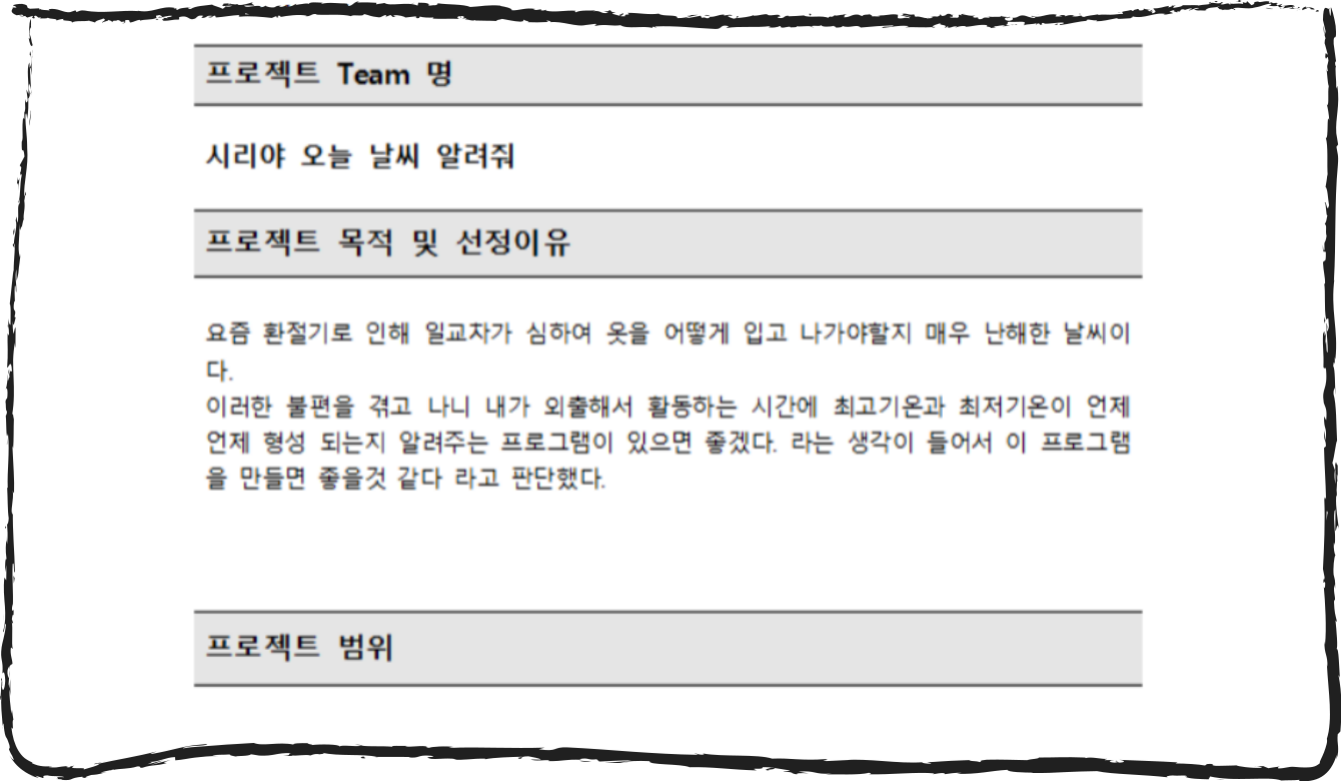 프로젝트 Team 명
시리야 오늘 날씨 알려줘
프로젝트 목적 및 선정이유
요즘 환절기로 인해 일교차가 심하여 옷을 어떻게 입고 나가야할지 매우 난해한 날씨이
다.
이러한 불편을 겪고 나니 내가 외출해서 활동하는 시간에 최고기온과 최저기온이 언제
언제 형성 되는지 알려주는 프로그램이 있으면 좋겠다. 라는 생각이 들어서 이 프로그램
을 만들면 좋을것 같다 라고 판단했다.
프로젝트 범위